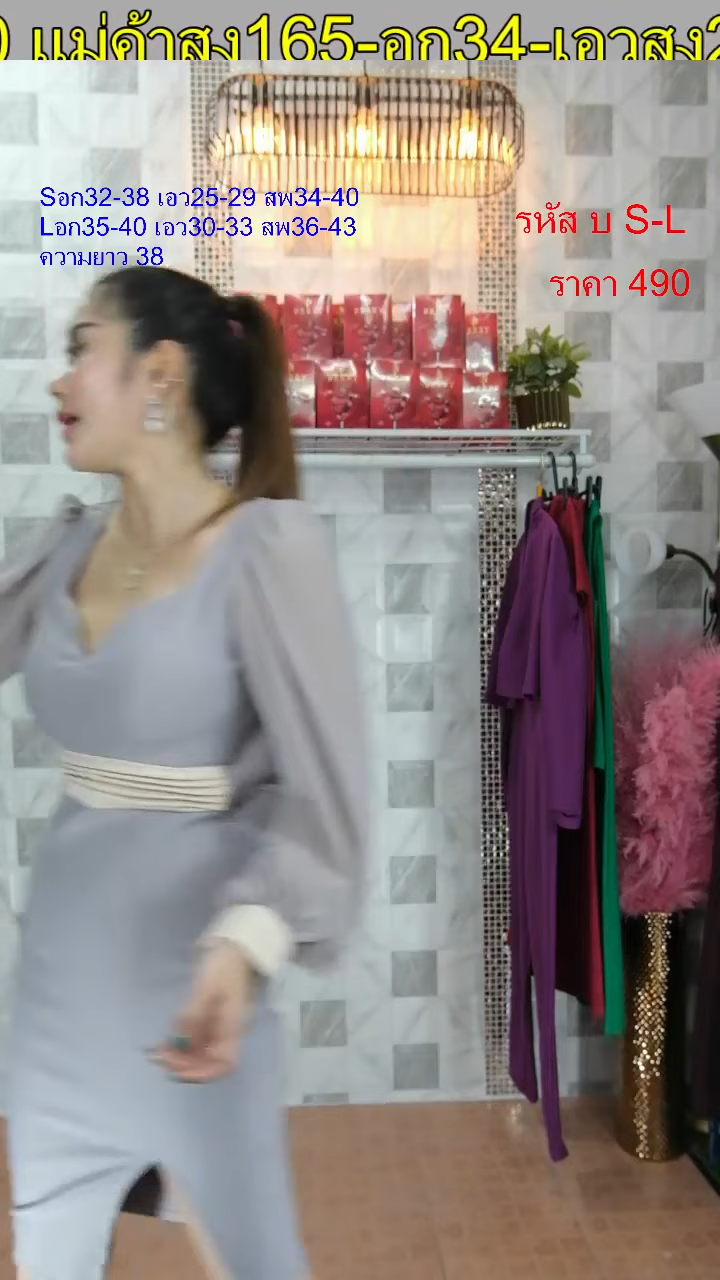 แม่ค้าสูง165-อก34-เอวสูง2
Sอก32-38 เอว25-29 สพ34-40
Lอก35-40 เอว30-33 สพ36-43
ความยาว 38
รหัส บ S-L
ราคา 490